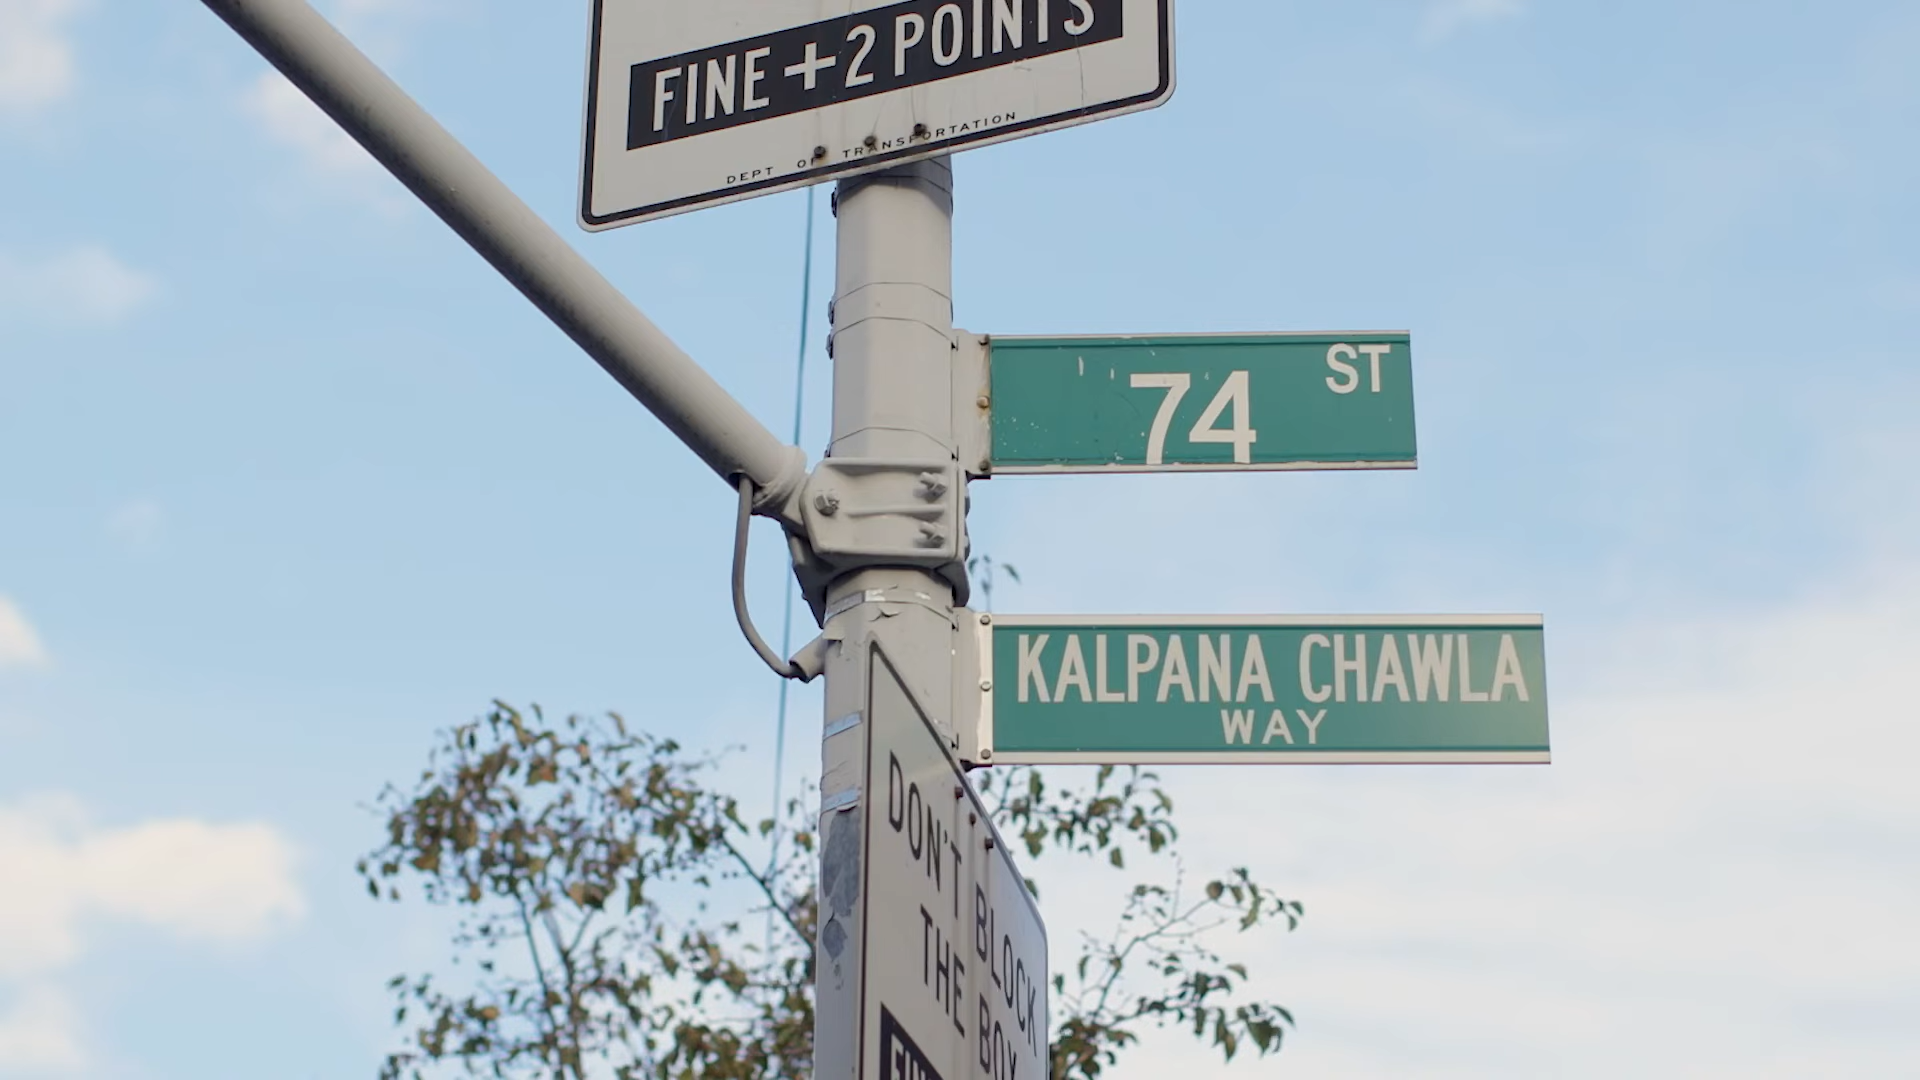 FINE + 2 POINTS
DEPT OF TRANSPORTATION
74 ST
KALPANA CHAWLA
WAY
DON'T BLOCK
THE BOX